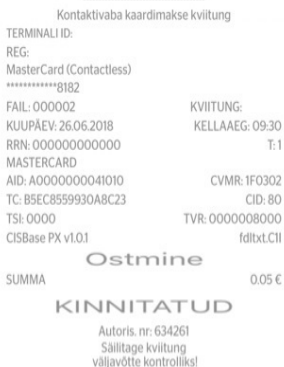 Kontaktivaba kaardimakse kviitung
TERMINALI ID:
REG:
MasterCard (Contactless)
************8182
FAIL: 000002 KVIITUNG:
KUUPÄEV: 26.06.2018 KELLAAEG: 09:30
RRN: 000000000000 T: 1
MASTERCARD
AID: A0000000041010 CVMR: 1F0302
TC: B5EC8559930A8C23 CID: 80
TSI: 0000 TVR: 0000008000
CISBase PX v1.0.1 fdltxt.C1I
Ostmine
SUMMA 0.05 €
KINNITATUD
Autoris. nr: 634261
Säilitage kviitung
väljavõtte kontrolliks!